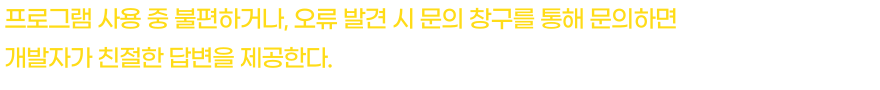 프로그램 사용 중 불편하거나, 오류 발견 시 문의 창구를 통해 문의하면
개발자가 친절한 답변을 제공한다.